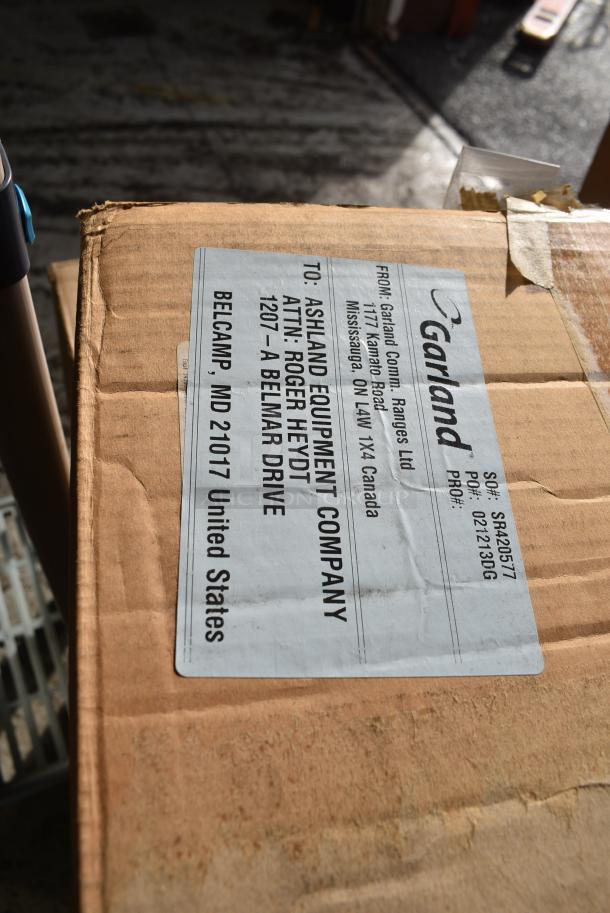 Garland
SO#: SR420577
PO#: 021213DG
PRO#:
FROM: Garland Comm. Ranges Ltd
1177 Kamato Road
Mississauga, ON L4W 1X4 Canada
TO: ASHLAND EQUIPMENT COMPANY
ATTN: ROGER HEYDT
1207-A BELMAR DRIVE
BELCAMP, MD 21017 United States